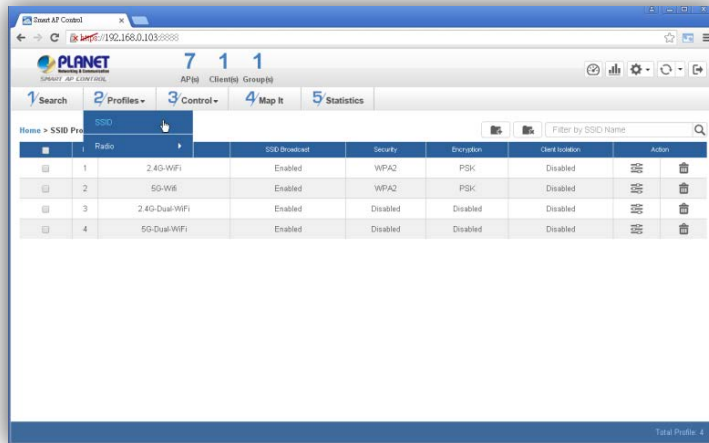 Smart AP Control
https://192.168.0.103:8888
PLANET
Networking & Communication
SMART AP CONTROL
7 1 1
AP(s) Client(s) Group(s)
1 Search 2 Profiles 3 Control 4 Map It 5 Statistics
SSID
Radio
Home > SSID Pro
Filter by SSID Name
SSID Broadcast Security Encryption Client Isolation Action
1 2.4G-WiFi Enabled WPA2 PSK Disabled
2 5G-Wifi Enabled WPA2 PSK Disabled
3 2.4G-Dual-WiFi Enabled Disabled Disabled Disabled
4 5G-Dual-WiFi Enabled Disabled Disabled Disabled
Total Profile: 4